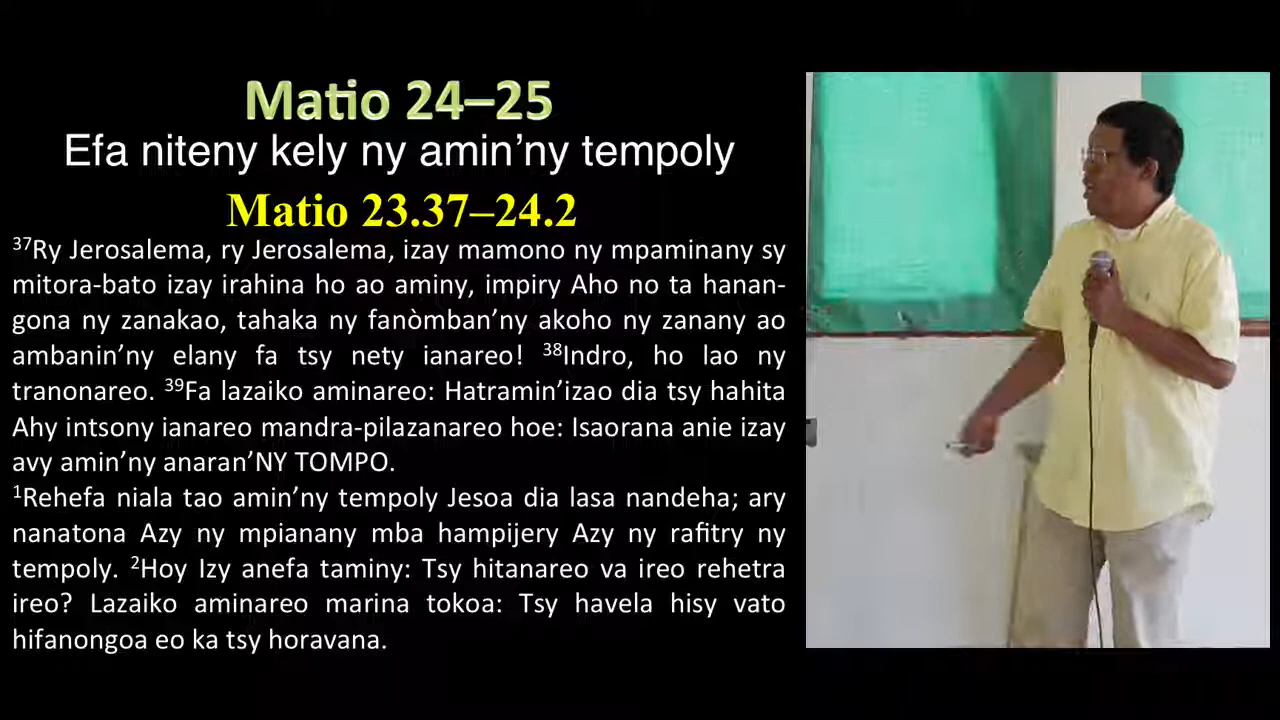 Matio 24–25
Efa niteny kely ny amin’ny tempoly
Matio 23.37–24.2
37Ry Jerosalema, ry Jerosalema, izay mamono ny mpaminany sy
mitora-bato izay irahina ho ao aminy, impiry Aho no ta hanan-
gona ny zanakao, tahaka ny fanòmban’ny akoho ny zanany ao
ambanin’ny elany fa tsy nety ianareo! 38Indro, ho lao ny
tranonareo. 39Fa lazaiko aminareo: Hatramin’izao dia tsy hahita
Ahy intsony ianareo mandra-pilazanareo hoe: Isaorana anie izay
avy amin’ny anaran’NY TOMPO.
1Rehefa niala tao amin’ny tempoly Jesoa dia lasa nandeha; ary
nanatona Azy ny mpianany mba hampijery Azy ny rafitry ny
tempoly. 2Hoy Izy anefa taminy: Tsy hitanareo va ireo rehetra
ireo? Lazaiko aminareo marina tokoa: Tsy havela hisy vato
hifanongoa eo ka tsy horavana.